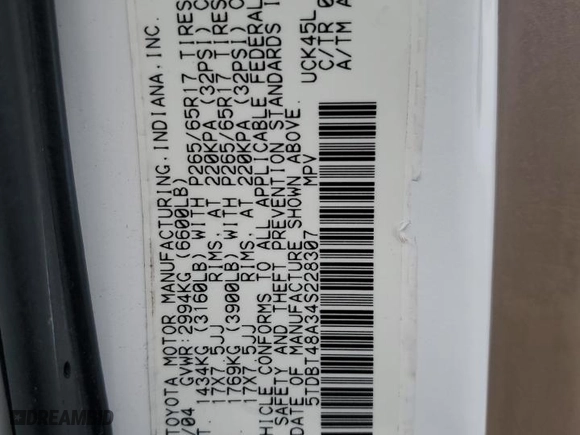 TOYOTA MOTOR MANUFACTURING, INDIANA, INC.
/04 GVWR: 2994KG (6600LB)
T. 1434KG (3160LB) WITH P265/65R17 TIRES
17X7.5JJ RIMS, AT 220KPA (32PSI) C
1769KG (3900LB) WITH P265/65R17 TIRES
17X7.5JJ RIMS, AT 220KPA (32PSI) C
HICLE CONFORMS TO ALL APPLICABLE FEDERAL
SAFETY AND THEFT PREVENTION STANDARDS I
DATE OF MANUFACTURE SHOWN ABOVE.
5TDBT48A34S228307 MPV
UCK45L
C/TR 0
A/TM A
DREAMBID